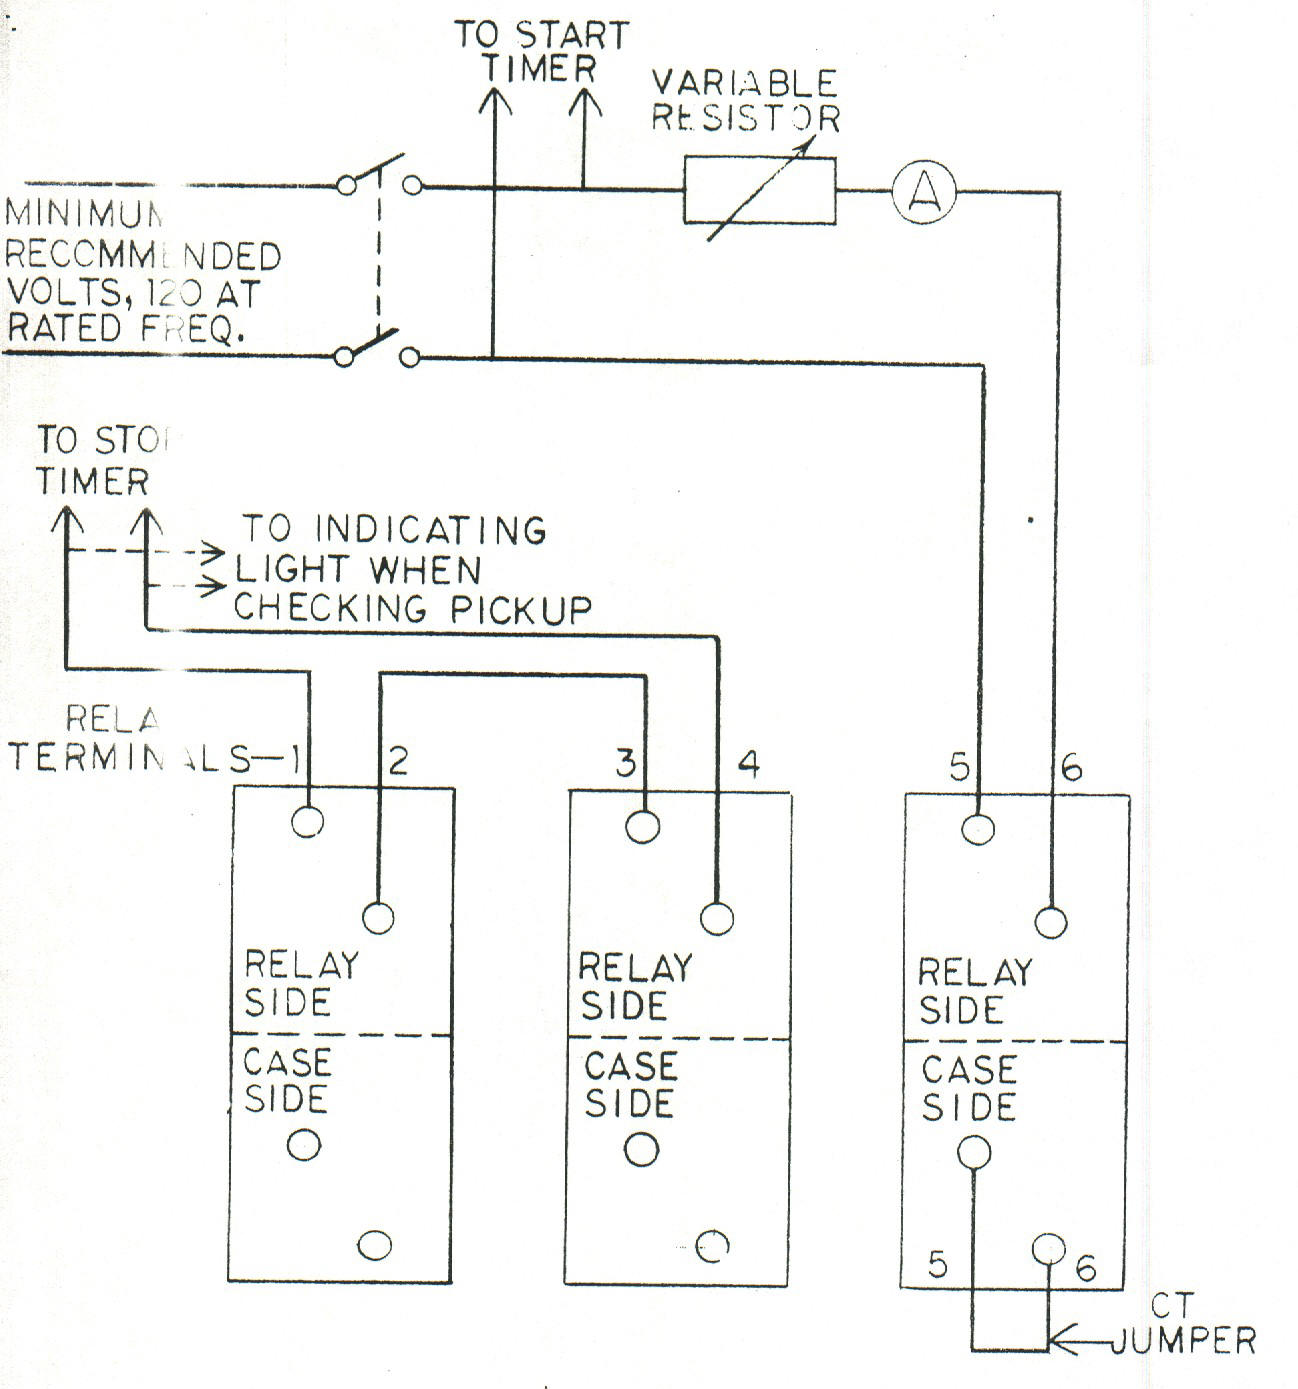 TO START
TIMER
VARIABLE
RESISTOR
A
MINIMUM
RECCMMENDED
VOLTS, 120 AT
RATED FREQ.
TO STOP
TIMER
TO INDICATING
LIGHT WHEN
CHECKING PICKUP
RELA
TERMINALS—1
2
3
4
5
6
RELAY
SIDE
CASE
SIDE
RELAY
SIDE
CASE
SIDE
RELAY
SIDE
CASE
SIDE
5
6
CT
JUMPER